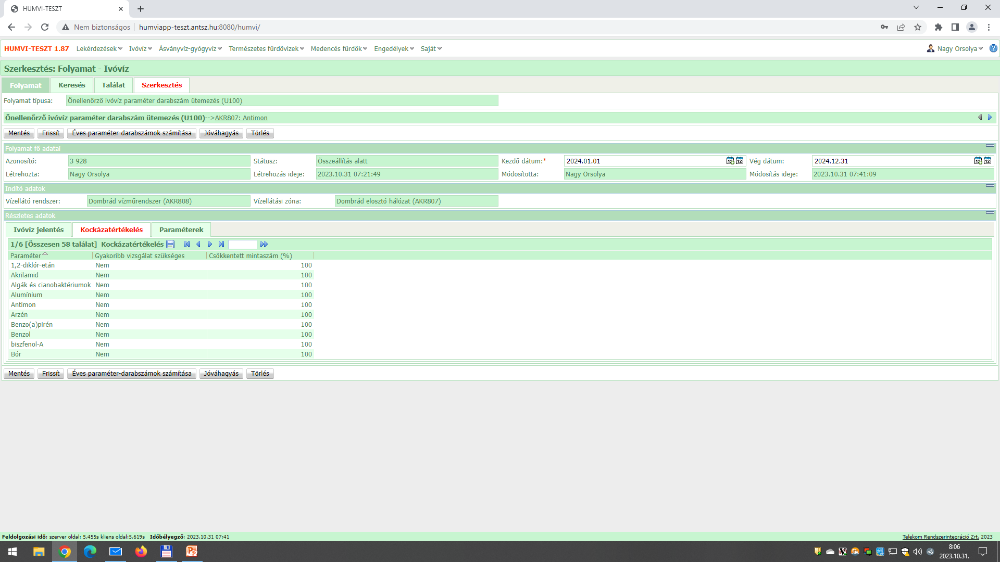 HUMVI-TESZT
Nem biztonságos humviapp-teszt.antsz.hu:8080/humvi/
HUMVI-TESZT 1.87 Lekérdezések Ivóvíz Ásványvíz-gyógyvíz Természetes fürdővizek Medencés fürdők Engedélyek Saját Nagy Orsolya
Szerkesztés: Folyamat - Ivóvíz
Folyamat Keresés Találat Szerkesztés
Folyamat típusa: Önellenőrző ivóvíz paraméter darabszám ütemezés (U100)
Önellenőrző ivóvíz paraméter darabszám ütemezés (U100)-->AKR807: Antimon
Mentés Frissít Éves paraméter-darabszámok számítása Jóváhagyás Törlés
Folyamat fő adatai
Azonosító: 3 928 Státusz: Összeállítás alatt Kezdő dátum:* 2024.01.01 Vég dátum: 2024.12.31
Létrehozta: Nagy Orsolya Létrehozás ideje: 2023.10.31 07:21:49 Módosította: Nagy Orsolya Módosítás ideje: 2023.10.31 07:41:09
Indító adatok
Vízellátó rendszer: Dombrád vízműrendszer (AKR808) Vízellátási zóna: Dombrád elosztó hálózat (AKR807)
Részletes adatok
Ivóvíz jelentés Kockázatértékelés Paraméterek
1/6 [Összesen 58 találat] Kockázatértékelés
Paraméter Gyakoribb vizsgálat szükséges Csökkentett mintaszám (%)
1,2-diklór-etán Nem 100
Akrilamid Nem 100
Algák és cianobaktériumok Nem 100
Alumínium Nem 100
Antimon Nem 100
Arzén Nem 100
Benzo(a)pirén Nem 100
Benzol Nem 100
biszfenol-A Nem 100
Bór Nem 100
Mentés Frissít Éves paraméter-darabszámok számítása Jóváhagyás Törlés
Feldolgozási idő: szerver oldal: 5,455s kliens oldal:5,619s Időbélyegző: 2023.10.31 07:41 Telekom Rendszerintegráció Zrt. 2023
8:06
2023.10.31.